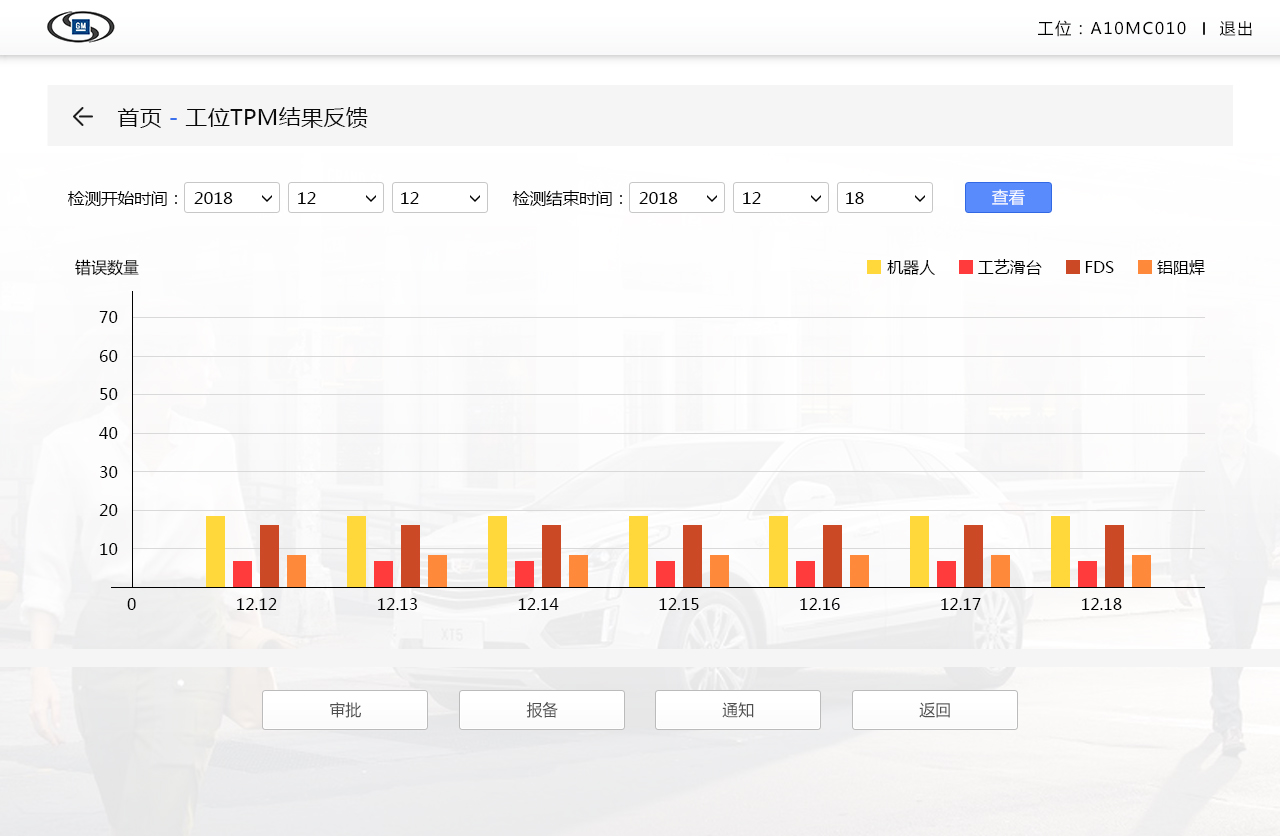 GM
工位：A10MC010 | 退出
首页 - 工位TPM结果反馈
检测开始时间：2018 12 12 检测结束时间：2018 12 18 查看
错误数量 机器人 工艺滑台 FDS 铝阻焊
70
60
50
40
30
20
10
0 12.12 12.13 12.14 12.15 12.16 12.17 12.18
XT5
审批 报备 通知 返回